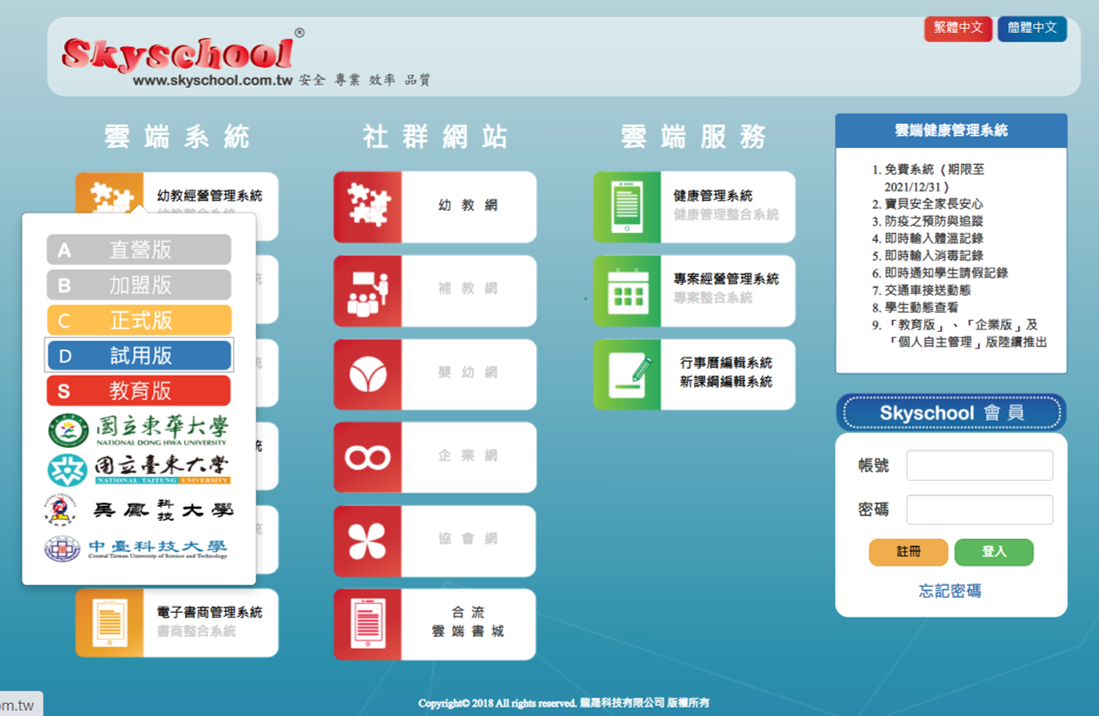 Skyschool®
www.skyschool.com.tw 安全 專業 效率 品質
繁體中文
簡體中文
雲端系統
幼教經營管理系統
A 直營版
B 加盟版
C 正式版
D 試用版
S 教育版
國立東華大學
NATIONAL DONG HWA UNIVERSITY
國立臺東大學
NATIONAL TAITUNG UNIVERSITY
吳鳳科技大學
中臺科技大學
Central Taiwan University of Science and Technology
電子書商管理系統
書商整合系統
社群網站
幼教網
補教網
嬰幼網
企業網
協會網
合流
雲端書城
雲端服務
健康管理系統
健康管理整合系統
專案經營管理系統
專案整合系統
行事曆編輯系統
新課綱編輯系統
雲端健康管理系統
1. 免費系統（期限至
2021/12/31）
2. 寶貝安全家長安心
3. 防疫之預防與追蹤
4. 即時輸入體溫記錄
5. 即時輸入消毒記錄
6. 即時通知學生請假記錄
7. 交通車接送動態
8. 學生動態查看
9. 「教育版」、「企業版」及
「個人自主管理」版陸續推出
Skyschool 會員
帳號
密碼
註冊
登入
忘記密碼
om.tw
Copyright© 2018 All rights reserved. 龍晟科技有限公司 版權所有